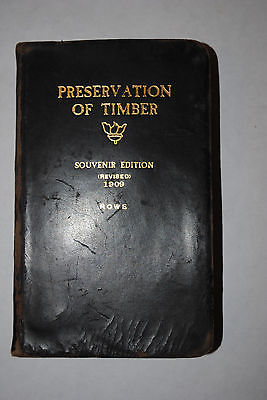 PRESERVATION
OF TIMBER
SOUVENIR EDITION
(REVISED)
1909
ROWE